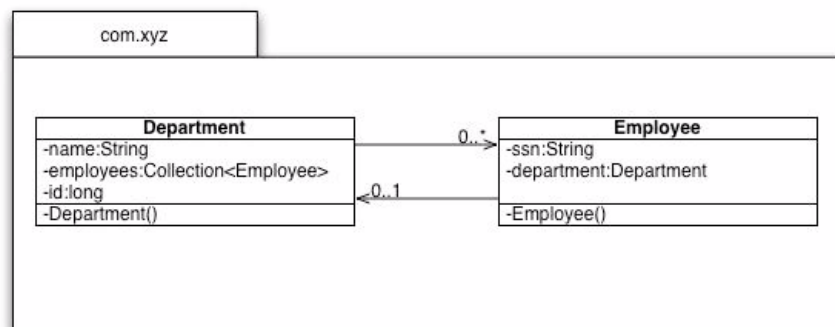 com.xyz
Department
-name:String
-employees:Collection<Employee>
-id:long
-Department()
0..*
0..1
Employee
-ssn:String
-department:Department
-Employee()